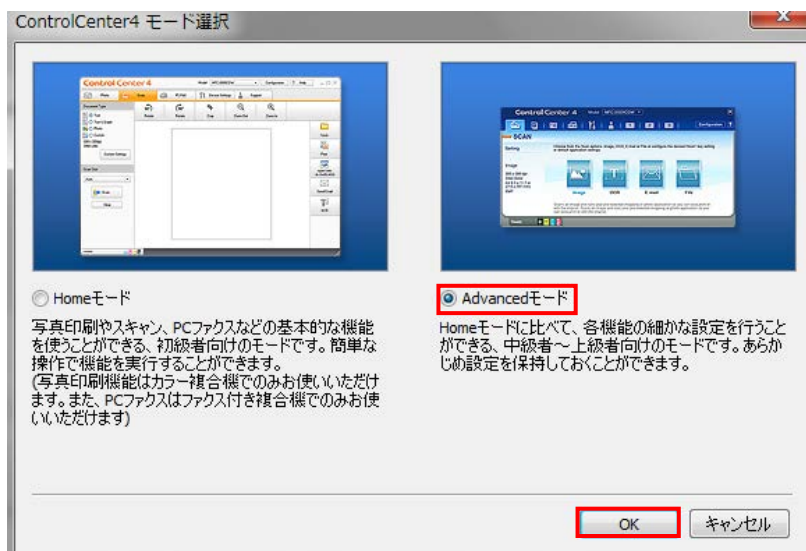 ControlCenter4 モード選択
Control Center 4
Control Center 4
SCAN
Image
OCR
E-mail
File
Homeモード
Advancedモード
写真印刷やスキャン、PCファクスなどの基本的な機能
を使うことができる、初級者向けのモードです。簡単な
操作で機能を実行することができます。
(写真印刷機能はカラー複合機でのみお使いいただけ
ます。また、PCファクスはファクス付き複合機でのみお使
いいただけます)
Homeモードに比べて、各機能の細かな設定を行うこと
ができる、中級者～上級者向けのモードです。あらか
じめ設定を保持しておくことができます。
OK
キャンセル